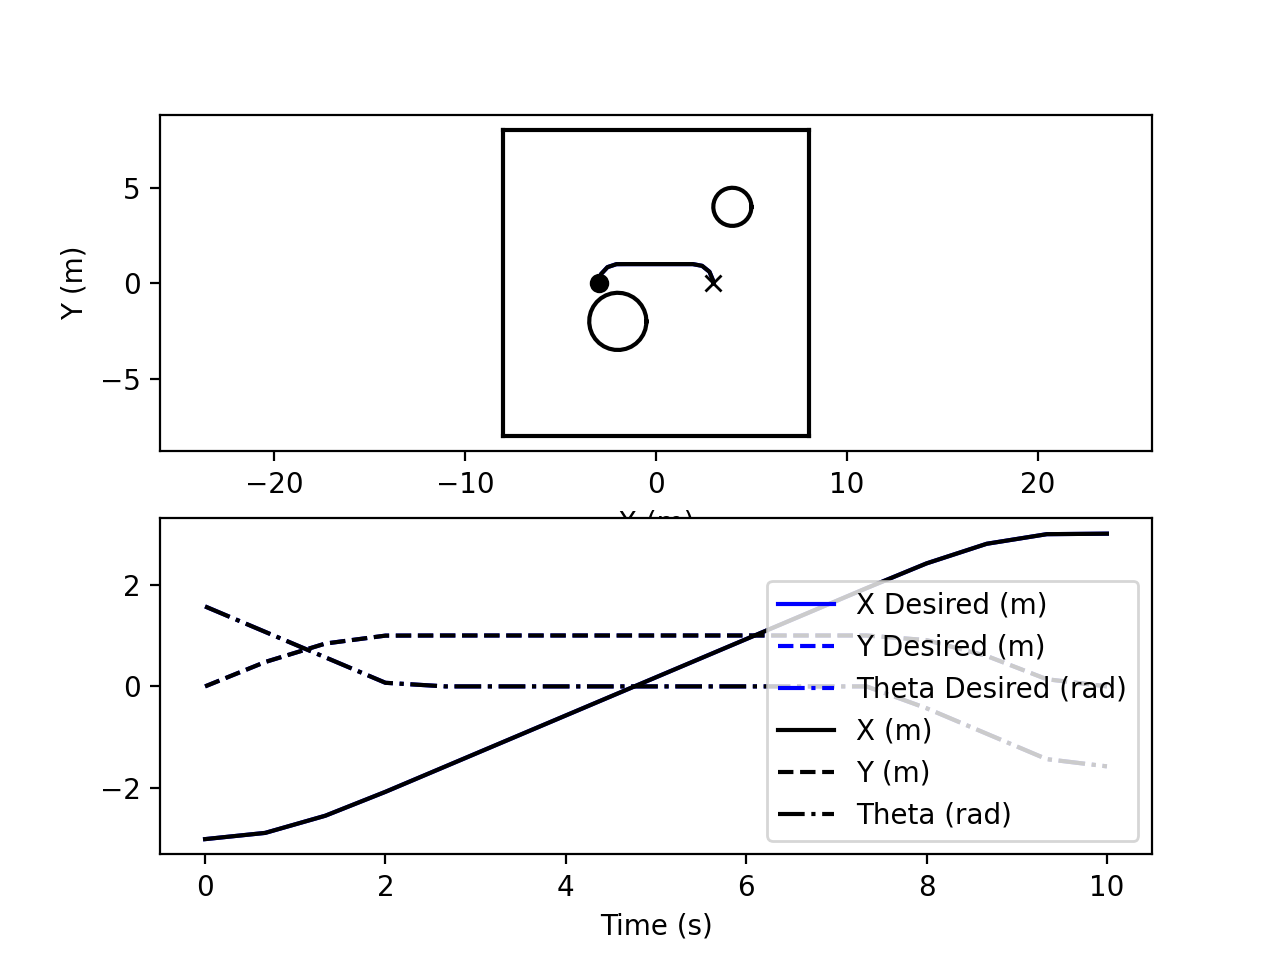 Y (m)
5
0
−5
−20 −10 0 10 20
X (m)
2
0
−2
X Desired (m)
Y Desired (m)
Theta Desired (rad)
X (m)
Y (m)
Theta (rad)
0 2 4 6 8 10
Time (s)